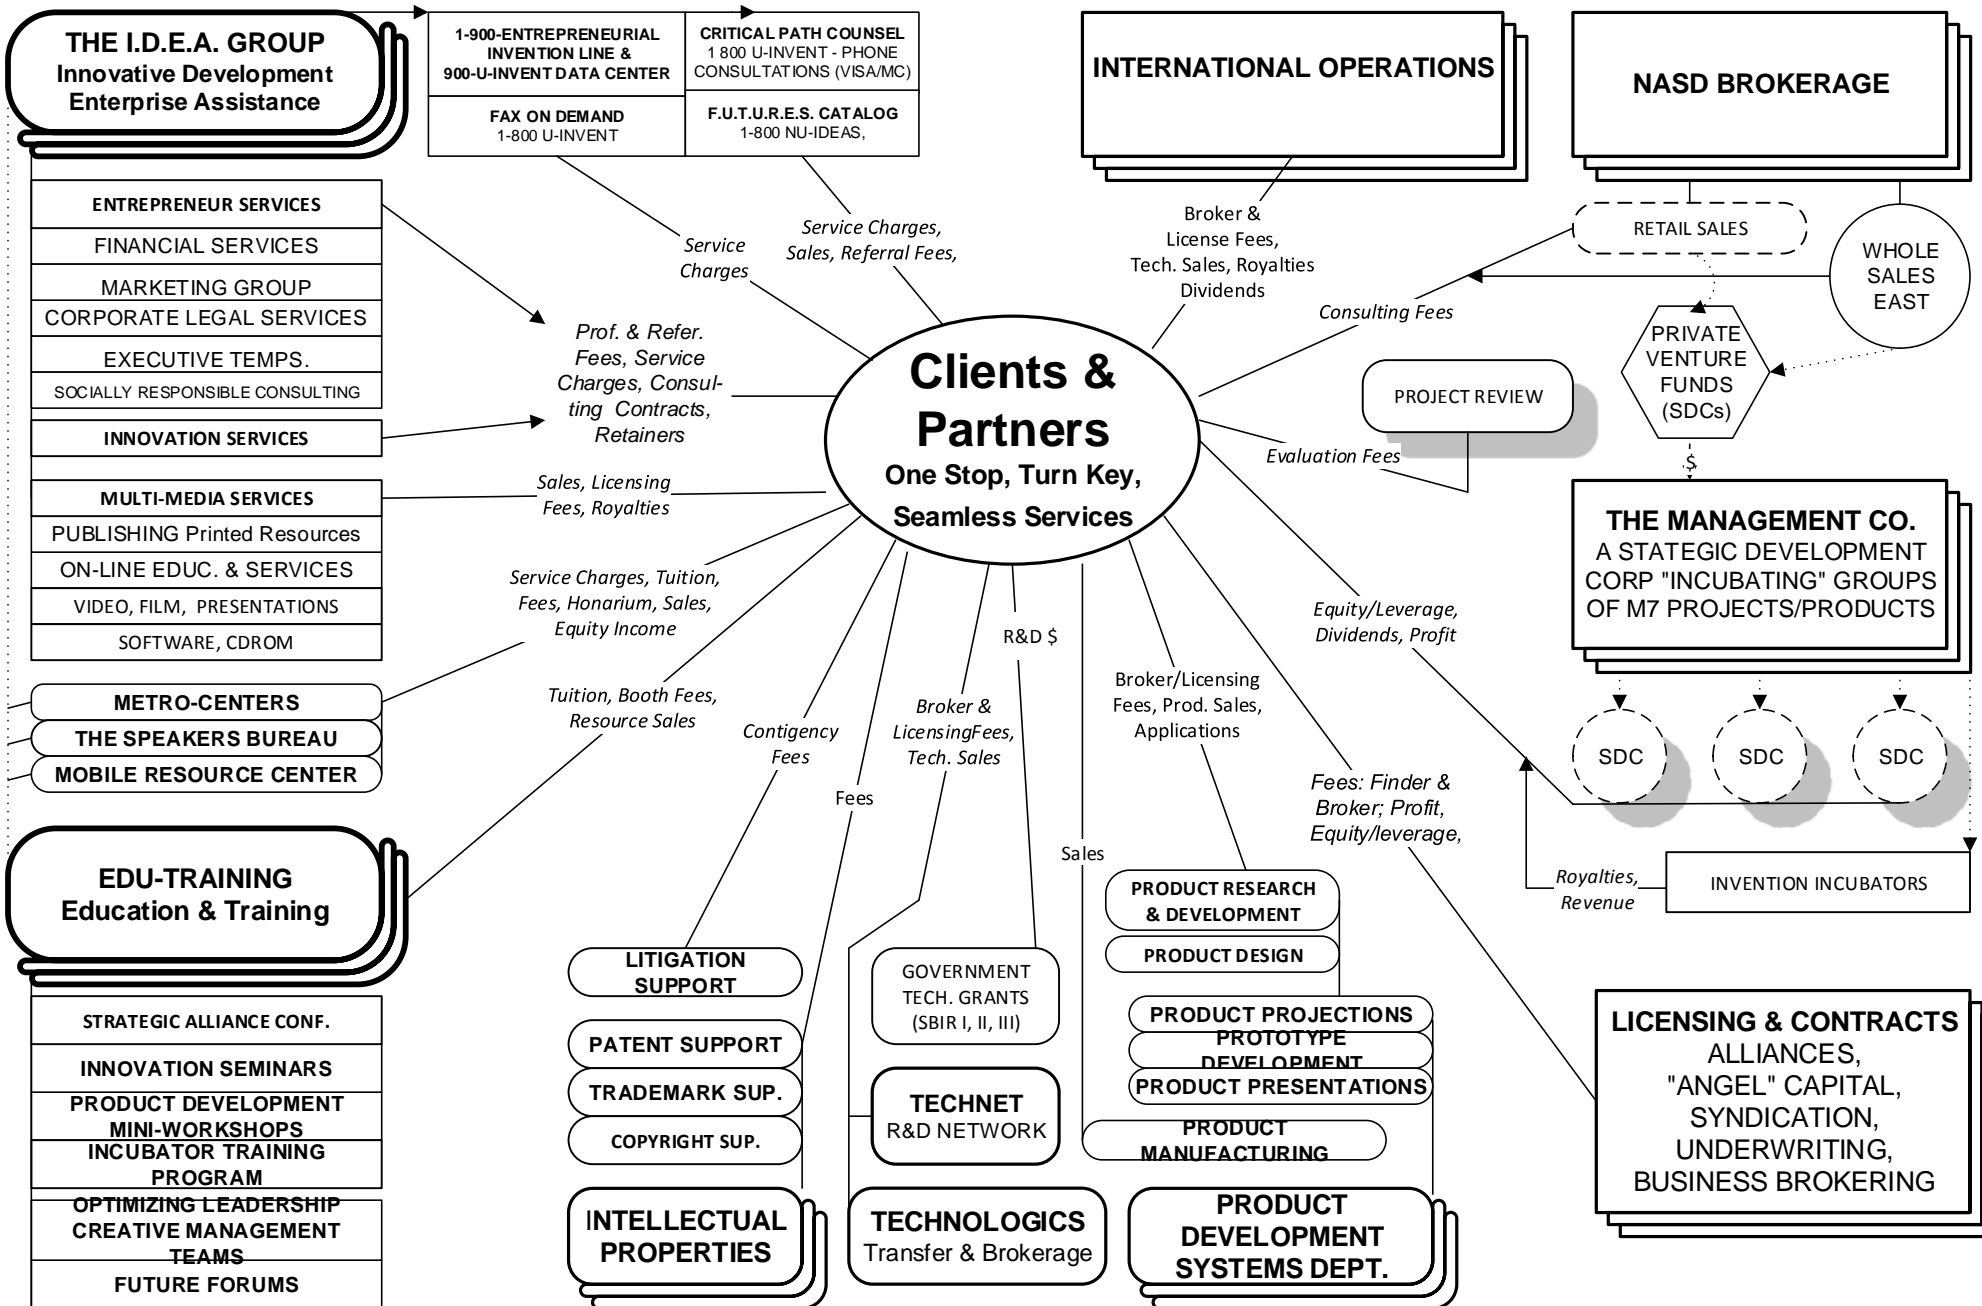 THE I.D.E.A. GROUP
Innovative Development
Enterprise Assistance
1-900-ENTREPRENEURIAL
INVENTION LINE &
900-U-INVENT DATA CENTER
FAX ON DEMAND
1-800 U-INVENT
CRITICAL PATH COUNSEL
1 800 U-INVENT - PHONE
CONSULTATIONS (VISA/MC)
F.U.T.U.R.E.S. CATALOG
1-800 NU-IDEAS,
INTERNATIONAL OPERATIONS
NASD BROKERAGE
ENTREPRENEUR SERVICES
FINANCIAL SERVICES
MARKETING GROUP
CORPORATE LEGAL SERVICES
EXECUTIVE TEMPS.
SOCIALLY RESPONSIBLE CONSULTING
INNOVATION SERVICES
MULTI-MEDIA SERVICES
PUBLISHING Printed Resources
ON-LINE EDUC. & SERVICES
VIDEO, FILM, PRESENTATIONS
SOFTWARE, CDROM
METRO-CENTERS
THE SPEAKERS BUREAU
MOBILE RESOURCE CENTER
EDU-TRAINING
Education & Training
STRATEGIC ALLIANCE CONF.
INNOVATION SEMINARS
PRODUCT DEVELOPMENT
MINI-WORKSHOPS
INCUBATOR TRAINING
PROGRAM
OPTIMIZING LEADERSHIP
CREATIVE MANAGEMENT
TEAMS
FUTURE FORUMS
Service
Charges
Service Charges,
Sales, Referral Fees,
Broker &
License Fees,
Tech. Sales, Royalties
Dividends
Consulting Fees
RETAIL SALES
WHOLE
SALES
EAST
PRIVATE
VENTURE
FUNDS
(SDCs)
$
Prof. & Refer.
Fees, Service
Charges, Consul-
ting Contracts,
Retainers
Clients &
Partners
One Stop, Turn Key,
Seamless Services
PROJECT REVIEW
Evaluation Fees
Sales, Licensing
Fees, Royalties
Service Charges, Tuition,
Fees, Honarium, Sales,
Equity Income
Tuition, Booth Fees,
Resource Sales
Contigency
Fees
Fees
Broker &
LicensingFees,
Tech. Sales
R&D $
Sales
Broker/Licensing
Fees, Prod. Sales,
Applications
Equity/Leverage,
Dividends, Profit
Fees: Finder &
Broker; Profit,
Equity/leverage,
THE MANAGEMENT CO.
A STATEGIC DEVELOPMENT
CORP "INCUBATING" GROUPS
OF M7 PROJECTS/PRODUCTS
SDC
SDC
SDC
Royalties,
Revenue
INVENTION INCUBATORS
LITIGATION
SUPPORT
PATENT SUPPORT
TRADEMARK SUP.
COPYRIGHT SUP.
INTELLECTUAL
PROPERTIES
GOVERNMENT
TECH. GRANTS
(SBIR I, II, III)
TECHNET
R&D NETWORK
TECHNOLOGICS
Transfer & Brokerage
PRODUCT RESEARCH
& DEVELOPMENT
PRODUCT DESIGN
PRODUCT PROJECTIONS
PROTOTYPE
DEVELOPMENT
PRODUCT PRESENTATIONS
PRODUCT
MANUFACTURING
PRODUCT
DEVELOPMENT
SYSTEMS DEPT.
LICENSING & CONTRACTS
ALLIANCES,
"ANGEL" CAPITAL,
SYNDICATION,
UNDERWRITING,
BUSINESS BROKERING